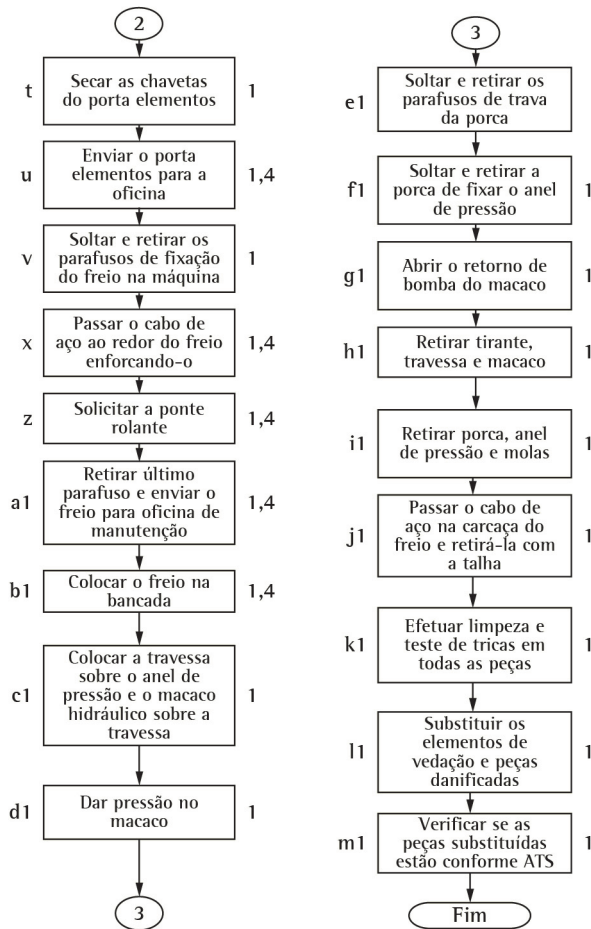 2
t
Secar as chavetas
do porta elementos
1
u
Enviar o porta
elementos para a
oficina
1,4
v
Soltar e retirar os
parafusos de fixação
do freio na máquina
1
x
Passar o cabo de
aço ao redor do freio
enforcando-o
1,4
z
Solicitar a ponte
rolante
1,4
a1
Retirar último
parafuso e enviar o
freio para oficina de
manutenção
1,4
b1
Colocar o freio na
bancada
1,4
c1
Colocar a travessa
sobre o anel de
pressão e o macaco
hidráulico sobre a
travessa
1
d1
Dar pressão no
macaco
1
3
3
e1
Soltar e retirar os
parafusos de trava
da porca
f1
Soltar e retirar a
porca de fixar o anel
de pressão
1
g1
Abrir o retorno de
bomba do macaco
1
h1
Retirar tirante,
travessa e macaco
1
i1
Retirar porca, anel
de pressão e molas
1
j1
Passar o cabo de
aço na carcaça do
freio e retirá-la com
a talha
1
k1
Efetuar limpeza e
teste de tricas em
todas as peças
1
l1
Substituir os
elementos de
vedação e peças
danificadas
1
m1
Verificar se as
peças substituídas
estão conforme ATS
1
Fim